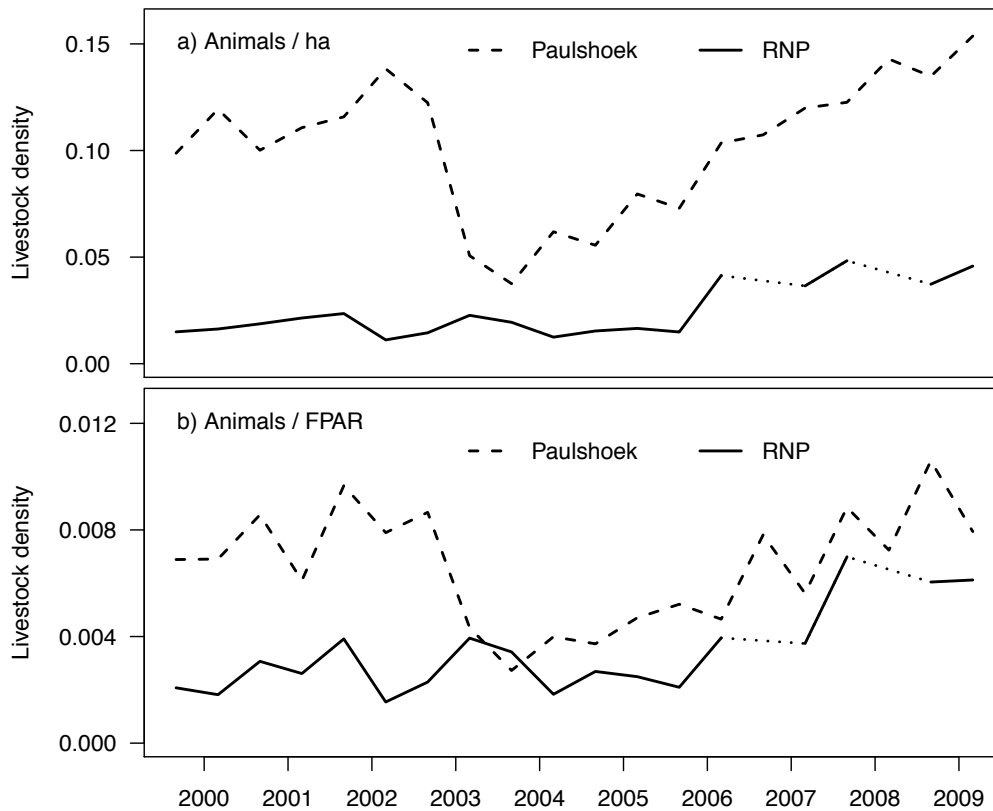 a) Animals / ha
Paulshoek
RNP
Livestock density
0.15
0.10
0.05
0.00
b) Animals / FPAR
Paulshoek
RNP
Livestock density
0.012
0.008
0.004
0.000
2000 2001 2002 2003 2004 2005 2006 2007 2008 2009